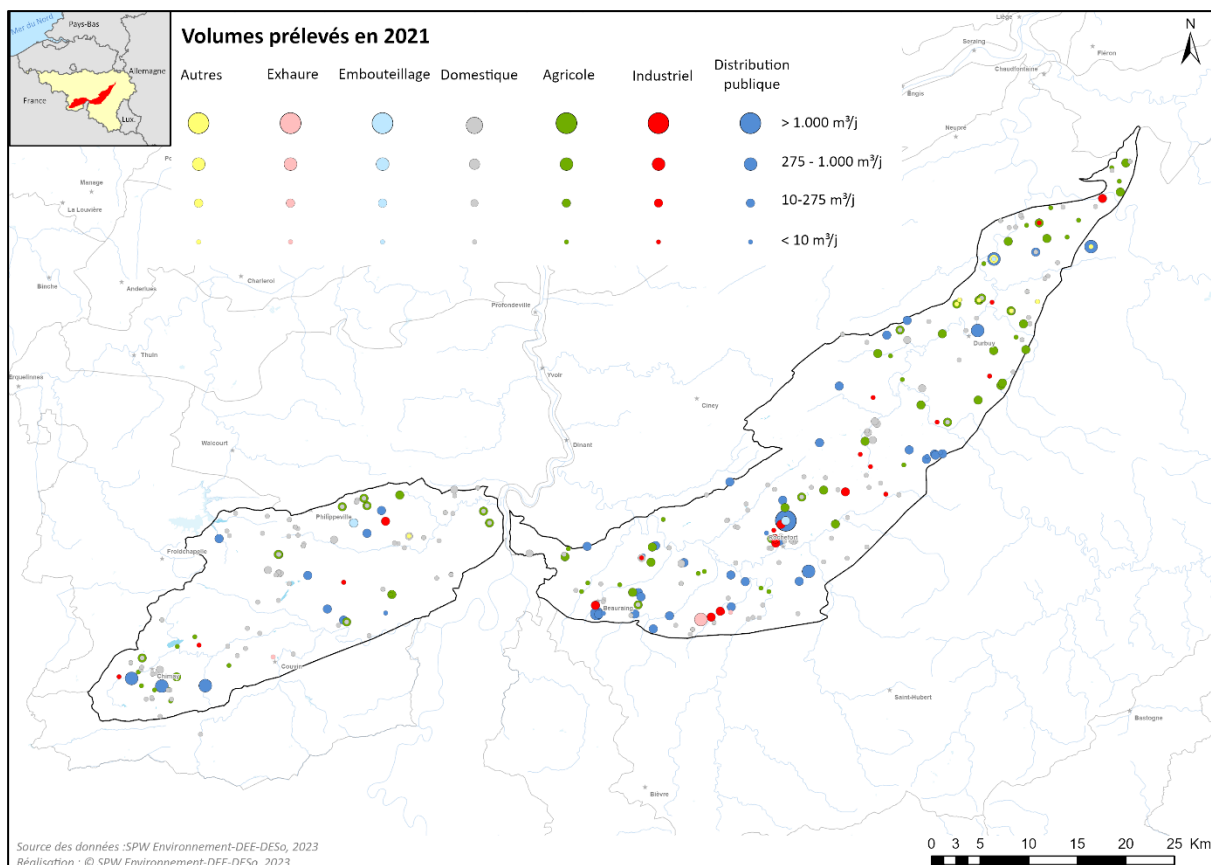 Mer du Nord
Pays-Bas
Allemagne
France
Lux.
Volumes prélevés en 2021
Autres
Exhaure
Embouteillage
Domestique
Agricole
Industriel
Distribution
publique
> 1.000 m³/j
275 - 1.000 m³/j
10-275 m³/j
< 10 m³/j
N
Liège
Seraing
Fléron
Chaudfontaine
Engis
Neupré
Manage
La Louvière
Binche
Anderlues
Charleroi
Profondeville
Thuin
Erquelinnes
Yvoir
Ciney
Durbuy
Dinant
Walcourt
Philippeville
Froidchapelle
Rochefort
Beauraing
Couvin
Chimay
Saint-Hubert
Bastogne
Bièvre
Source des données :SPW Environnement-DEE-DESo, 2023
Réalisation : © SPW Environnement-DEE-DESo, 2023
0 3 5 10 15 20 25 Km